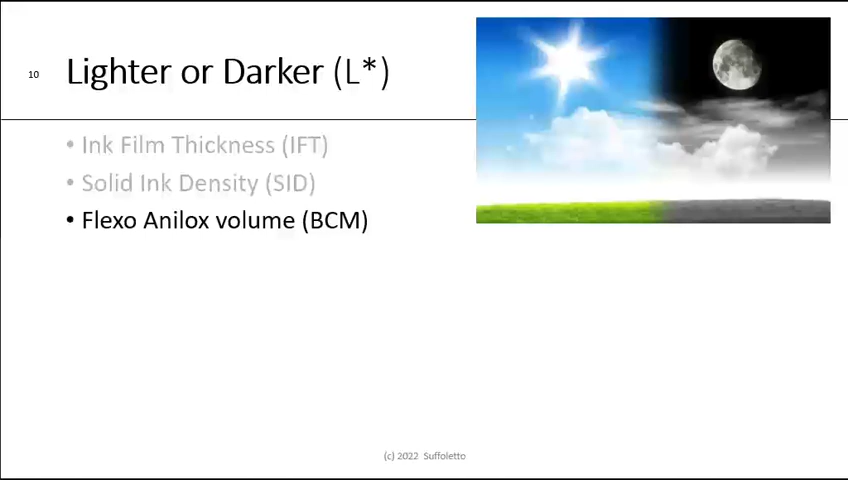 10
Lighter or Darker (L*)
• Ink Film Thickness (IFT)
• Solid Ink Density (SID)
• Flexo Anilox volume (BCM)
(c) 2022 Suffoletto